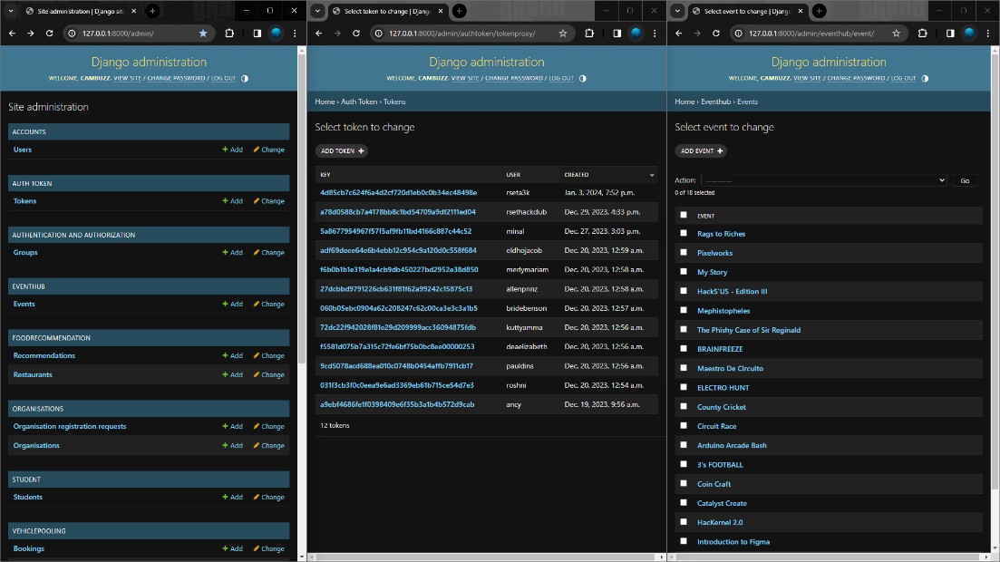 Site administration | Django sit
127.0.0.1:8000/admin/
Django administration
WELCOME, CAMBUZZ. VIEW SITE / CHANGE PASSWORD / LOG OUT
Site administration
ACCOUNTS
Users Add Change
AUTH TOKEN
Tokens Add Change
AUTHENTICATION AND AUTHORIZATION
Groups Add Change
EVENTHUB
Events Add Change
FOODRECOMMENDATION
Recommendations Add Change
Restaurants Add Change
ORGANISATIONS
Organisation registration requests Add Change
Organisations Add Change
STUDENT
Students Add Change
VEHICLEPOOLING
Bookings Add Change
Select token to change | Django
127.0.0.1:8000/admin/authtoken/tokenproxy/
Django administration
WELCOME, CAMBUZZ. VIEW SITE / CHANGE PASSWORD / LOG OUT
Home › Auth Token › Tokens
Select token to change
ADD TOKEN +
KEY USER CREATED
4d85cb7c624f6a4d2cf720d1eb0c0b34ec48498e rseta3k Jan. 3, 2024, 7:52 p.m.
a78d0588cb7a4178bb8c1bd54709a9df2111ed04 rsethackclub Dec. 29, 2023, 4:33 p.m.
5a8677954967f57f5af9fb11bd4166c887c44c52 minal Dec. 27, 2023, 3:03 p.m.
adf69deee64e6b4ebb12c954c9a120d0c558f684 eldhojacob Dec. 20, 2023, 12:59 a.m.
f6b0b1b1e319e1a4cb9db450227bd2952e38d850 merlymariam Dec. 20, 2023, 12:58 a.m.
27dcbbd9791226cb631f81f62a99242c15875c13 allenprinz Dec. 20, 2023, 12:58 a.m.
060b05ebc0904a62c208247c62c00ca3e3c3a1b5 bridebenson Dec. 20, 2023, 12:57 a.m.
72dc22f942028f81e29d209999acc36094875fdb kuttyamma Dec. 20, 2023, 12:56 a.m.
f5581d075b7a315c72fe6bf75b0bc8ee00000253 deaelizabeth Dec. 20, 2023, 12:56 a.m.
9cd5078acd688ea010c0748b0454affb7911cb17 pauldins Dec. 20, 2023, 12:56 a.m.
031f3cb3f0c0eea9e6ad3369eb61b715ce54d7e3 roshni Dec. 20, 2023, 12:54 a.m.
a9ebf4686fe1f0398409e6f35b3a1b4b572d9cab ancy Dec. 19, 2023, 9:56 a.m.
12 tokens
Select event to change | Django
127.0.0.1:8000/admin/eventhub/event/
Django administration
WELCOME, CAMBUZZ. VIEW SITE / CHANGE PASSWORD / LOG OUT
Home › Eventhub › Events
Select event to change
ADD EVENT +
Action: --------- Go
0 of 18 selected
EVENT
Rags to Riches
Pixelworks
My Story
HackS'US - Edition III
Mephistopheles
The Phishy Case of Sir Reginald
BRAINFREEZE
Maestro De Circuito
ELECTRO HUNT
County Cricket
Circuit Race
Arduino Arcade Bash
3's FOOTBALL
Coin Craft
Catalyst Create
HacKernel 2.0
Introduction to Figma